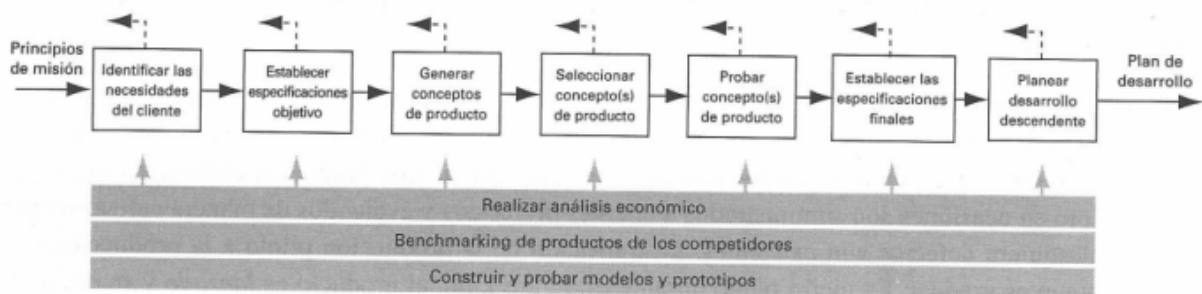 Principios
de misión
Identificar las
necesidades
del cliente
Establecer
especificaciones
objetivo
Generar
conceptos
de producto
Seleccionar
concepto(s)
de producto
Probar
concepto(s)
de producto
Establecer las
especificaciones
finales
Planear
desarrollo
descendente
Plan de
desarrollo
Realizar análisis económico
Benchmarking de productos de los competidores
Construir y probar modelos y prototipos